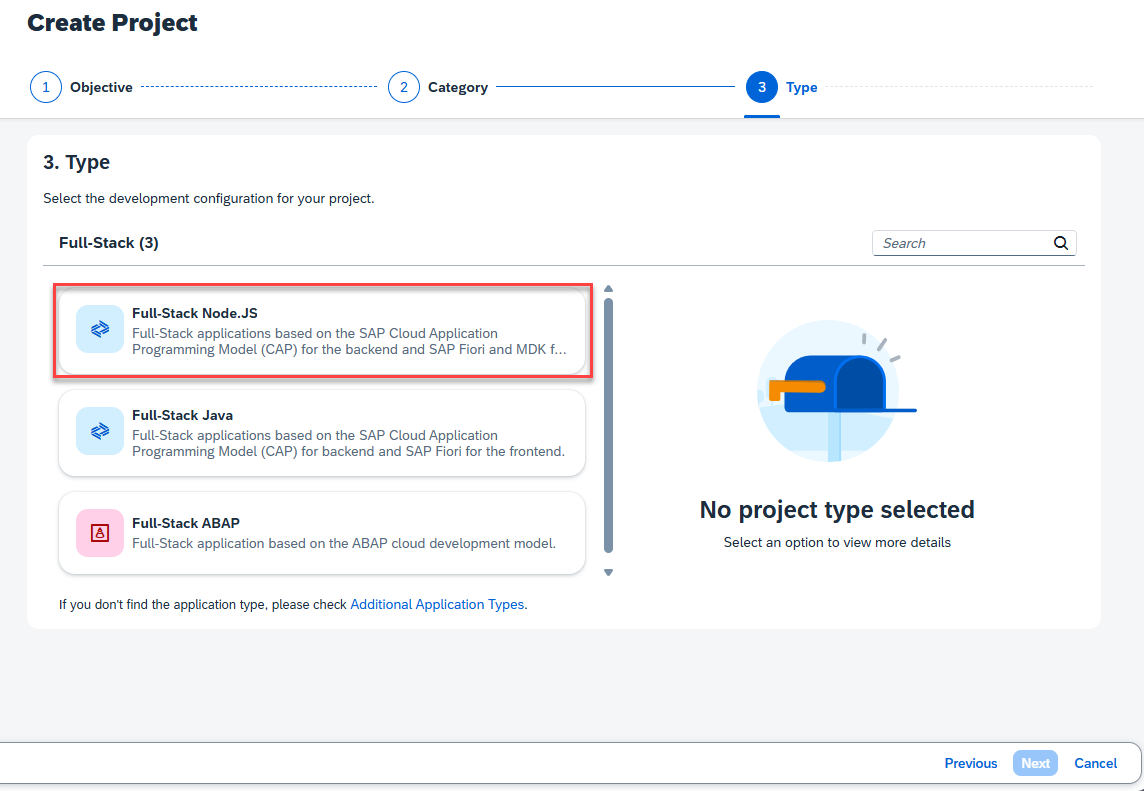 Create Project
1 Objective 2 Category 3 Type
3. Type
Select the development configuration for your project.
Full-Stack (3)
Search
Full-Stack Node.JS
Full-Stack applications based on the SAP Cloud Application
Programming Model (CAP) for the backend and SAP Fiori and MDK f...
Full-Stack Java
Full-Stack applications based on the SAP Cloud Application
Programming Model (CAP) for backend and SAP Fiori for the frontend.
Full-Stack ABAP
Full-Stack application based on the ABAP cloud development model.
If you don't find the application type, please check Additional Application Types.
No project type selected
Select an option to view more details
Previous Next Cancel